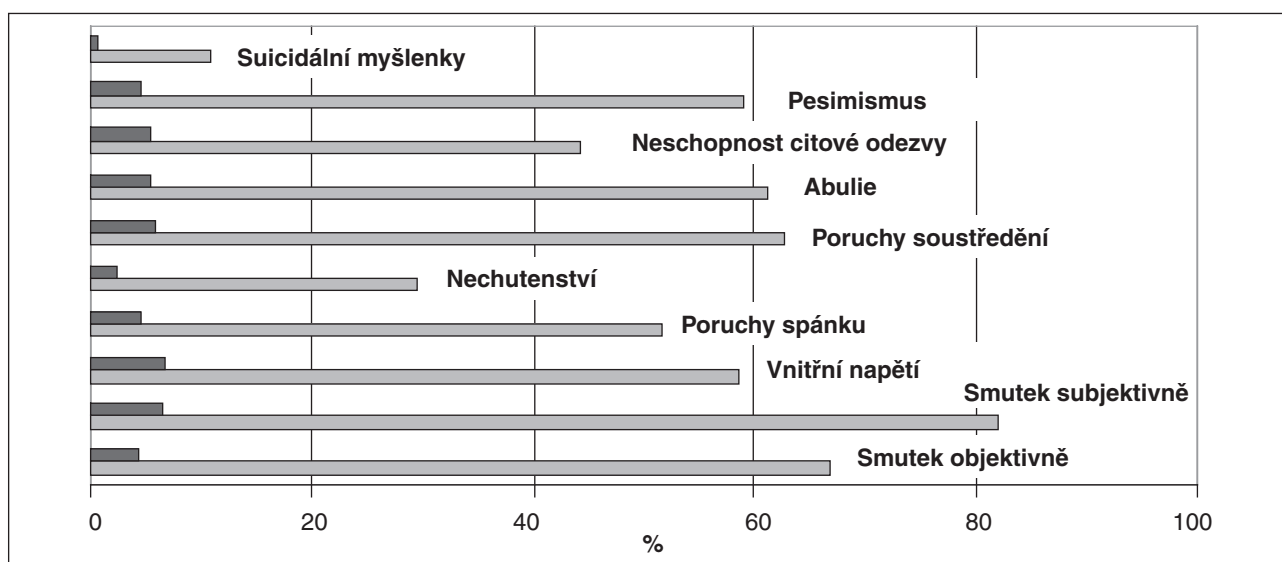 Suicidální myšlenky
Pesimismus
Neschopnost citové odezvy
Abulie
Poruchy soustředění
Nechutenství
Poruchy spánku
Vnitřní napětí
Smutek subjektivně
Smutek objektivně
0 20 40 60 80 100
%